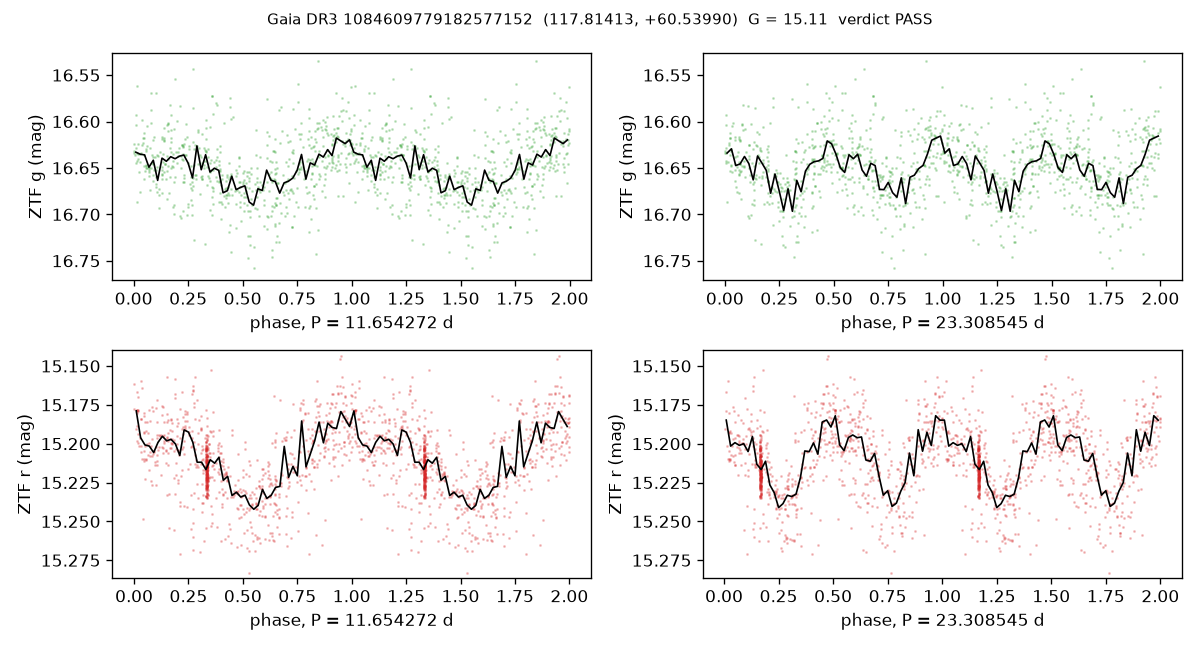 Gaia DR3 1084609779182577152 (117.81413, +60.53990) G = 15.11 verdict PASS
ZTF g (mag)
16.55
16.60
16.65
16.70
16.75
0.00 0.25 0.50 0.75 1.00 1.25 1.50 1.75 2.00
phase, P = 11.654272 d
ZTF g (mag)
16.55
16.60
16.65
16.70
16.75
0.00 0.25 0.50 0.75 1.00 1.25 1.50 1.75 2.00
phase, P = 23.308545 d
ZTF r (mag)
15.150
15.175
15.200
15.225
15.250
15.275
0.00 0.25 0.50 0.75 1.00 1.25 1.50 1.75 2.00
phase, P = 11.654272 d
ZTF r (mag)
15.150
15.175
15.200
15.225
15.250
15.275
0.00 0.25 0.50 0.75 1.00 1.25 1.50 1.75 2.00
phase, P = 23.308545 d